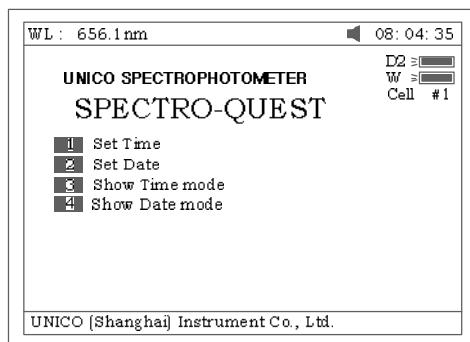 WL: 656.1nm 08:04:35
D2
UNICO SPECTROPHOTOMETER W
SPECTRO-QUEST Cell #1
1 Set Time
2 Set Date
3 Show Time mode
4 Show Date mode
UNICO (Shanghai) Instrument Co., Ltd.